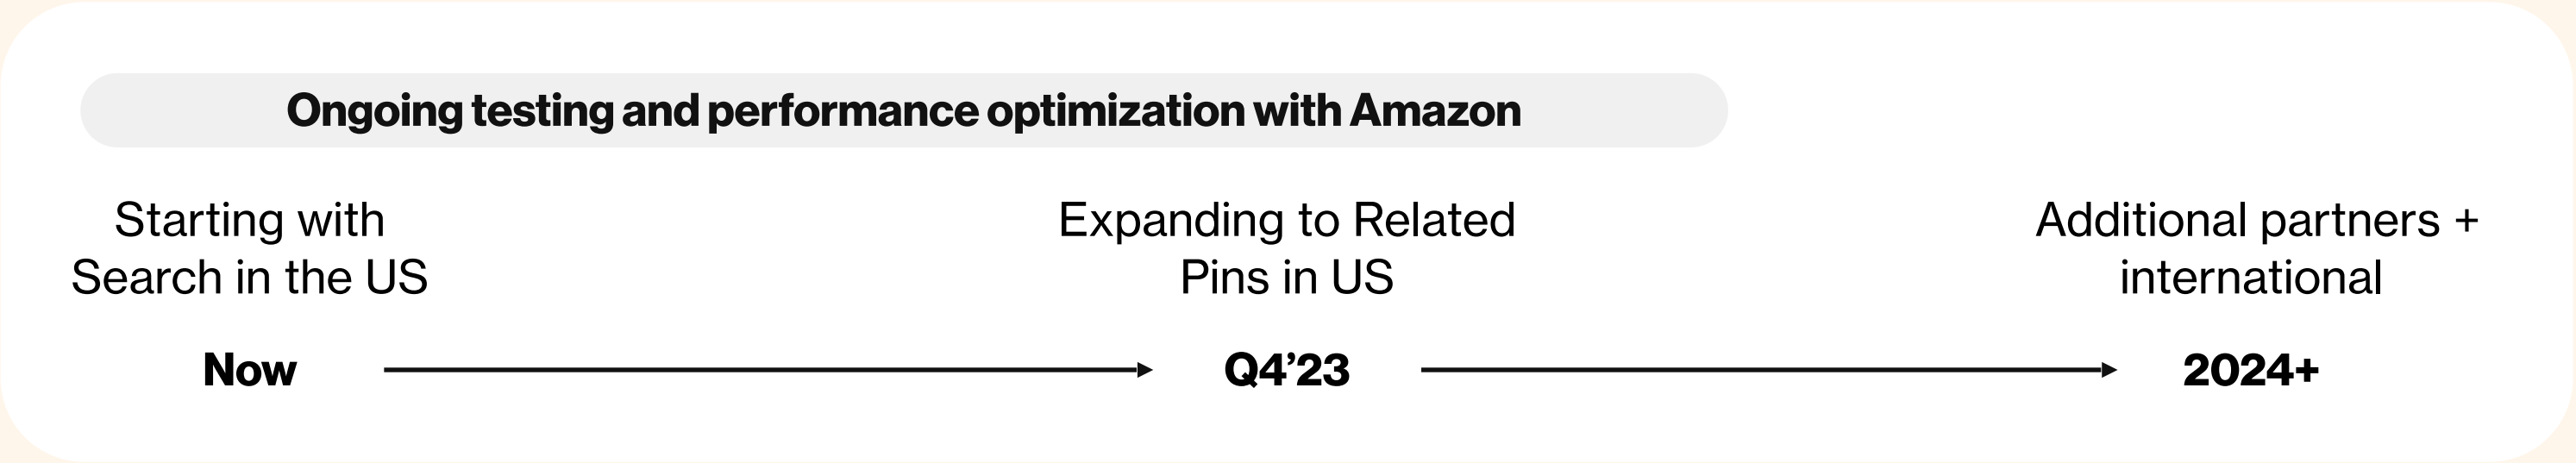 Ongoing testing and performance optimization with Amazon
Starting with
Search in the US
Expanding to Related
Pins in US
Additional partners +
international
Now
Q4’23
2024+